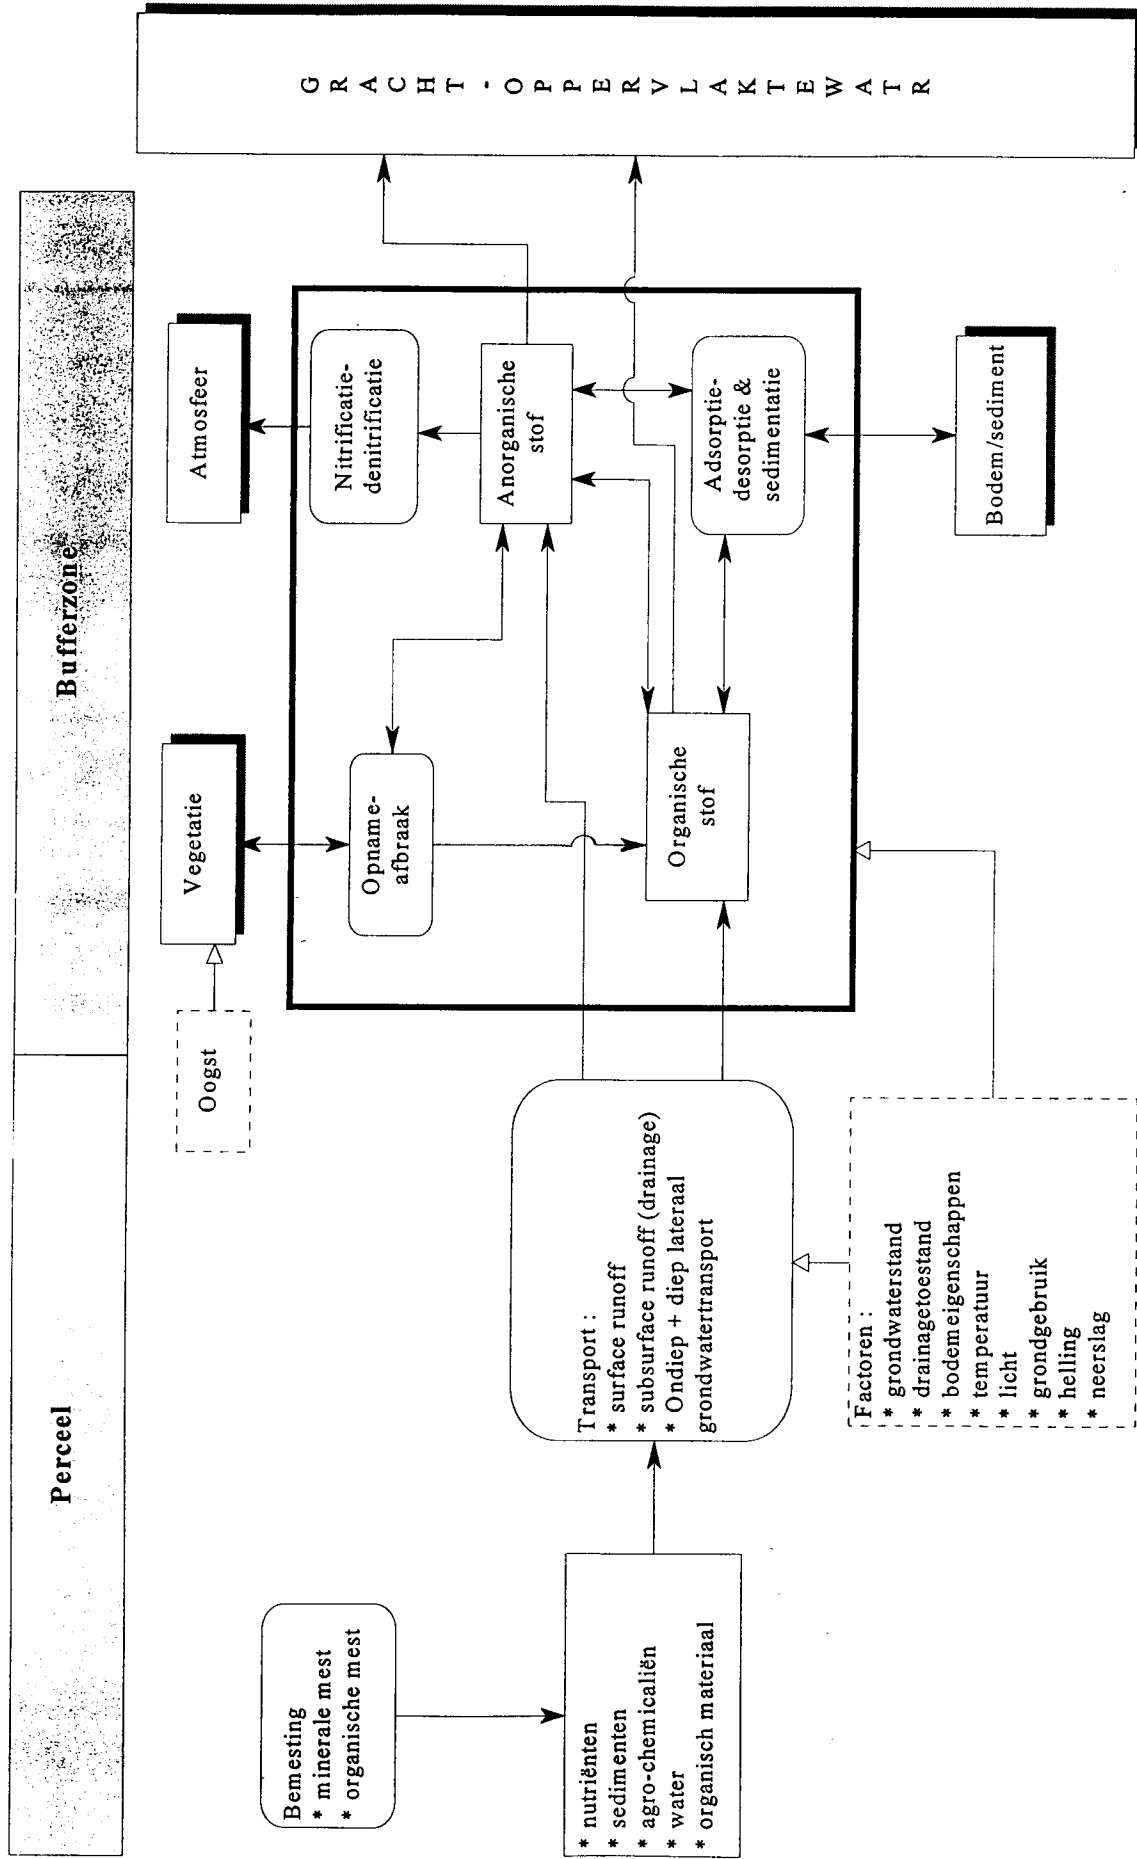 Perceel
Bufferzone
Bemesting
* minerale mest
* organische mest
* nutriënten
* sedimenten
* agro-chemicaliën
* water
* organisch materiaal
Transport :
* surface runoff
* subsurface runoff (drainage)
* Ondiep + diep lateraal
grondwatertransport
Factoren :
* grondwaterstand
* drainagetoestand
* bodemeigenschappen
* temperatuur
* licht
* grondgebruik
* helling
* neerslag
Oogst
Vegetatie
Atmosfeer
Opname-
afbraak
Nitrificatie-
denitrificatie
Anorganische
stof
Organische
stof
Adsorptie-
desorptie &
sedimentatie
Bodem/sediment
GRACHT - OPPERVLAKTEWATR